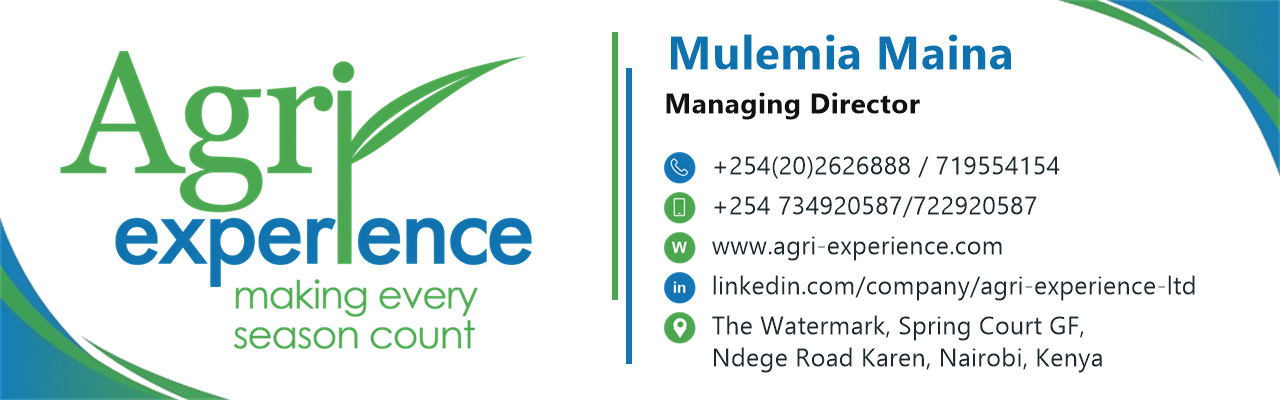 Agri
experience
making every
season count
Mulemia Maina
Managing Director
+254(20)2626888 / 719554154
+254 734920587/722920587
W www.agri-experience.com
in linkedin.com/company/agri-experience-ltd
The Watermark, Spring Court GF,
Ndege Road Karen, Nairobi, Kenya